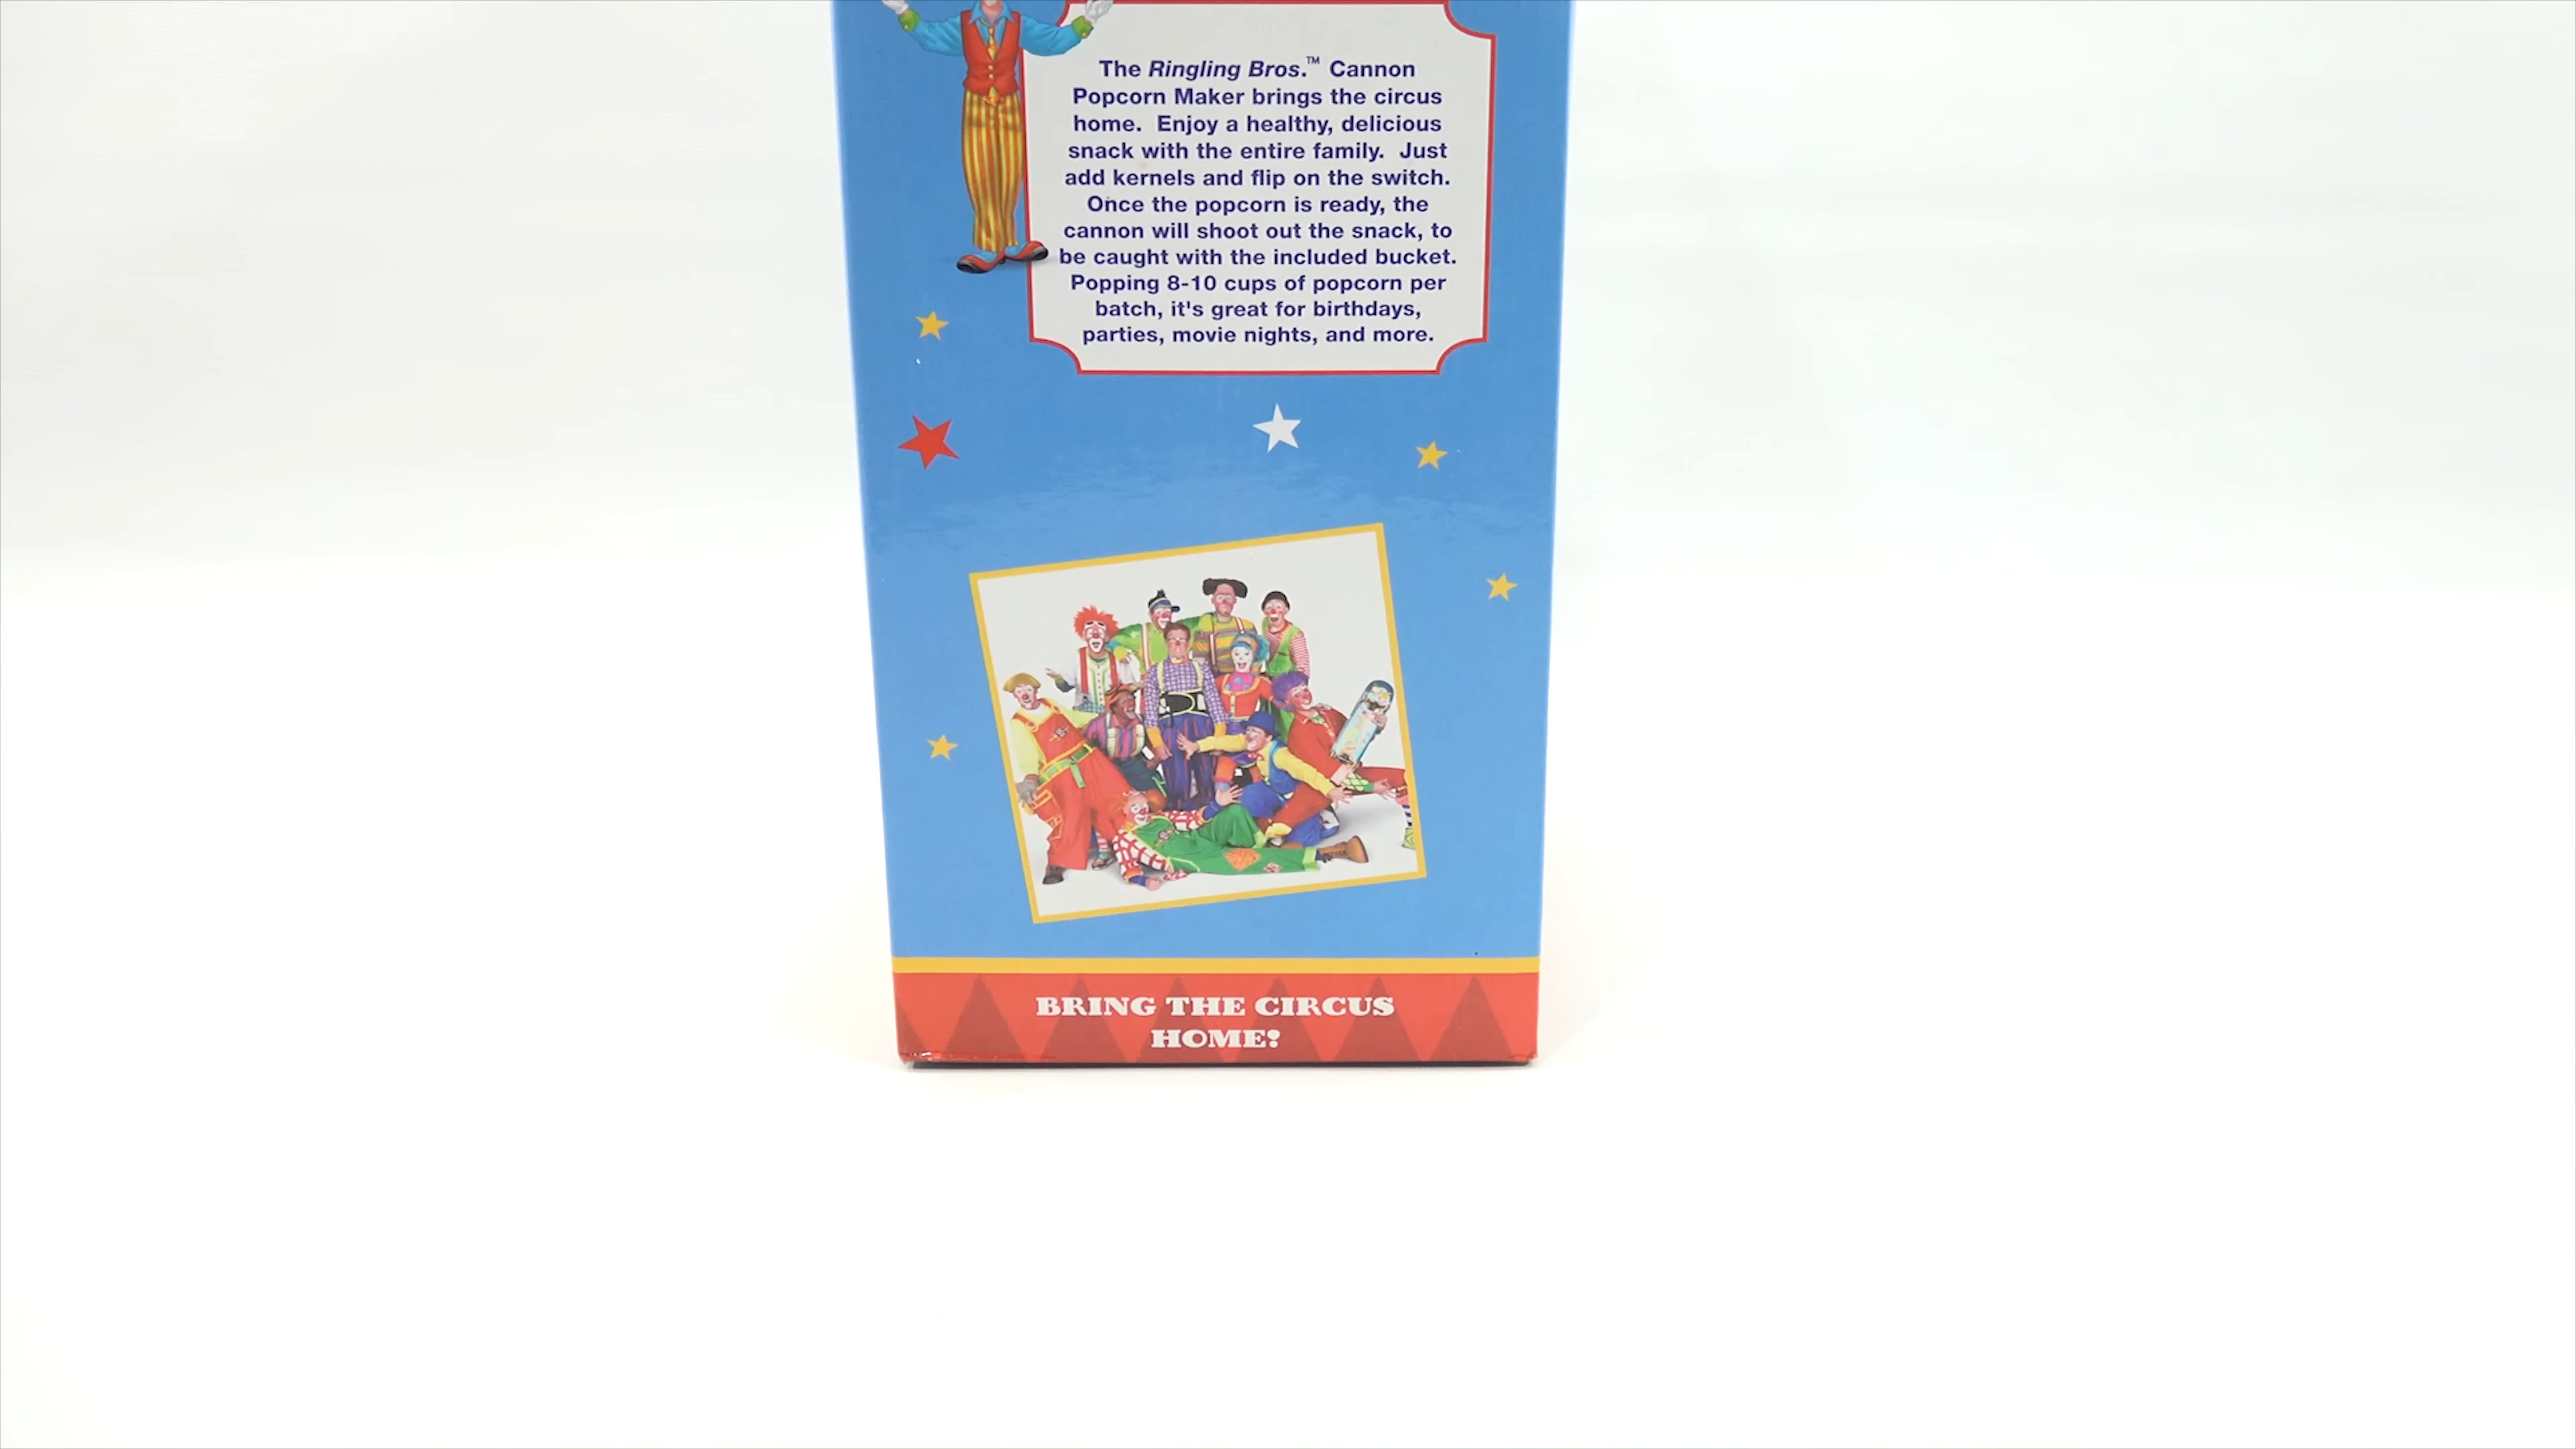 The Ringling Bros.™ Cannon
Popcorn Maker brings the circus
home. Enjoy a healthy, delicious
snack with the entire family. Just
add kernels and flip on the switch.
Once the popcorn is ready, the
cannon will shoot out the snack, to
be caught with the included bucket.
Popping 8-10 cups of popcorn per
batch, it's great for birthdays,
parties, movie nights, and more.
BRING THE CIRCUS
HOME!